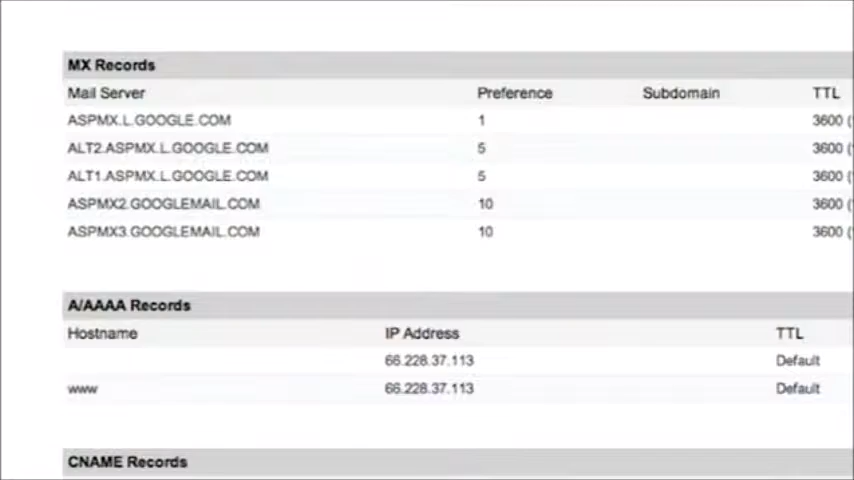 MX Records
Mail Server Preference Subdomain TTL
ASPMX.L.GOOGLE.COM 1 3600 (
ALT2.ASPMX.L.GOOGLE.COM 5 3600 (
ALT1.ASPMX.L.GOOGLE.COM 5 3600 (
ASPMX2.GOOGLEMAIL.COM 10 3600 (
ASPMX3.GOOGLEMAIL.COM 10 3600 (
A/AAAA Records
Hostname IP Address TTL
66.228.37.113 Default
www 66.228.37.113 Default
CNAME Records